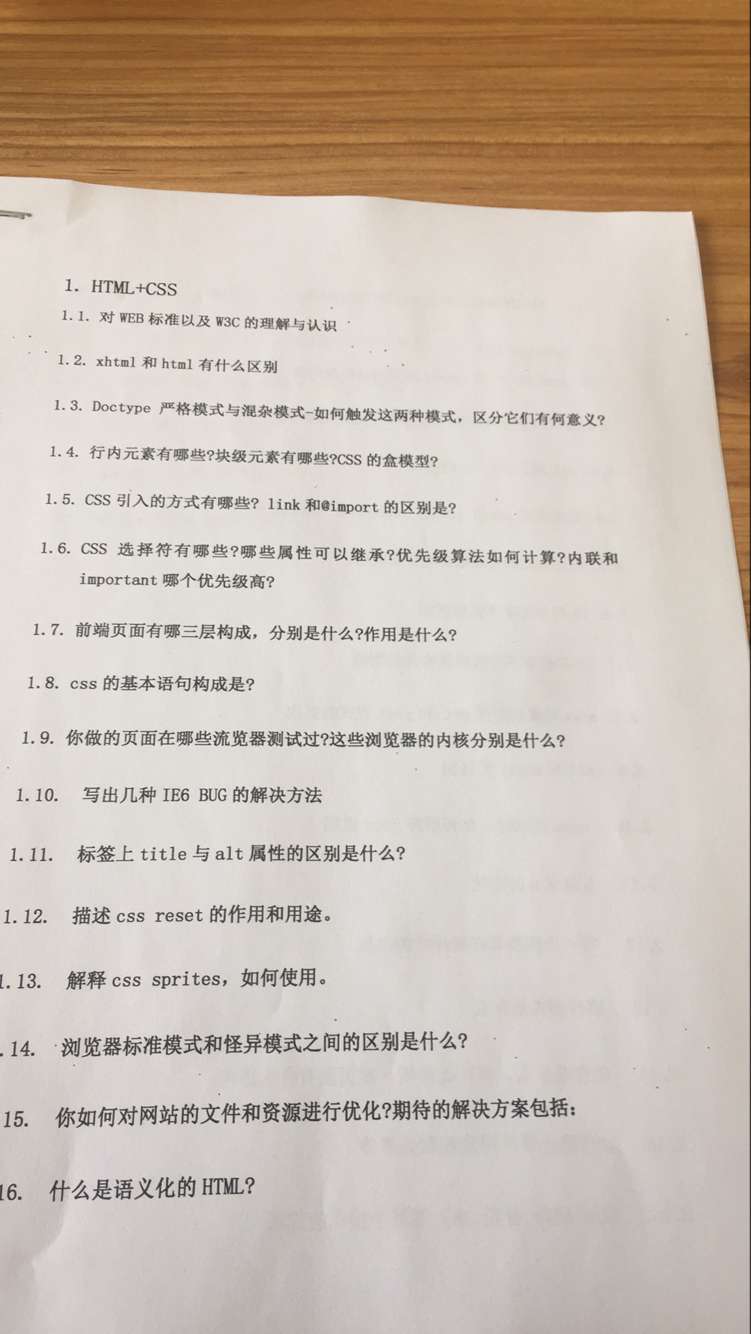 1. HTML+CSS
1.1. 对 WEB 标准以及 W3C 的理解与认识
1.2. xhtml 和 html 有什么区别
1.3. Doctype 严格模式与混杂模式-如何触发这两种模式，区分它们有何意义?
1.4. 行内元素有哪些?块级元素有哪些?CSS 的盒模型?
1.5. CSS 引入的方式有哪些? link 和@import 的区别是?
1.6. CSS 选择符有哪些?哪些属性可以继承?优先级算法如何计算?内联和
important 哪个优先级高?
1.7. 前端页面有哪三层构成，分别是什么?作用是什么?
1.8. css 的基本语句构成是?
1.9. 你做的页面在哪些流览器测试过?这些浏览器的内核分别是什么?
1.10. 写出几种 IE6 BUG 的解决方法
1.11. 标签上 title 与 alt 属性的区别是什么?
1.12. 描述 css reset 的作用和用途。
1.13. 解释 css sprites，如何使用。
.14. 浏览器标准模式和怪异模式之间的区别是什么?
15. 你如何对网站的文件和资源进行优化?期待的解决方案包括:
16. 什么是语义化的 HTML?